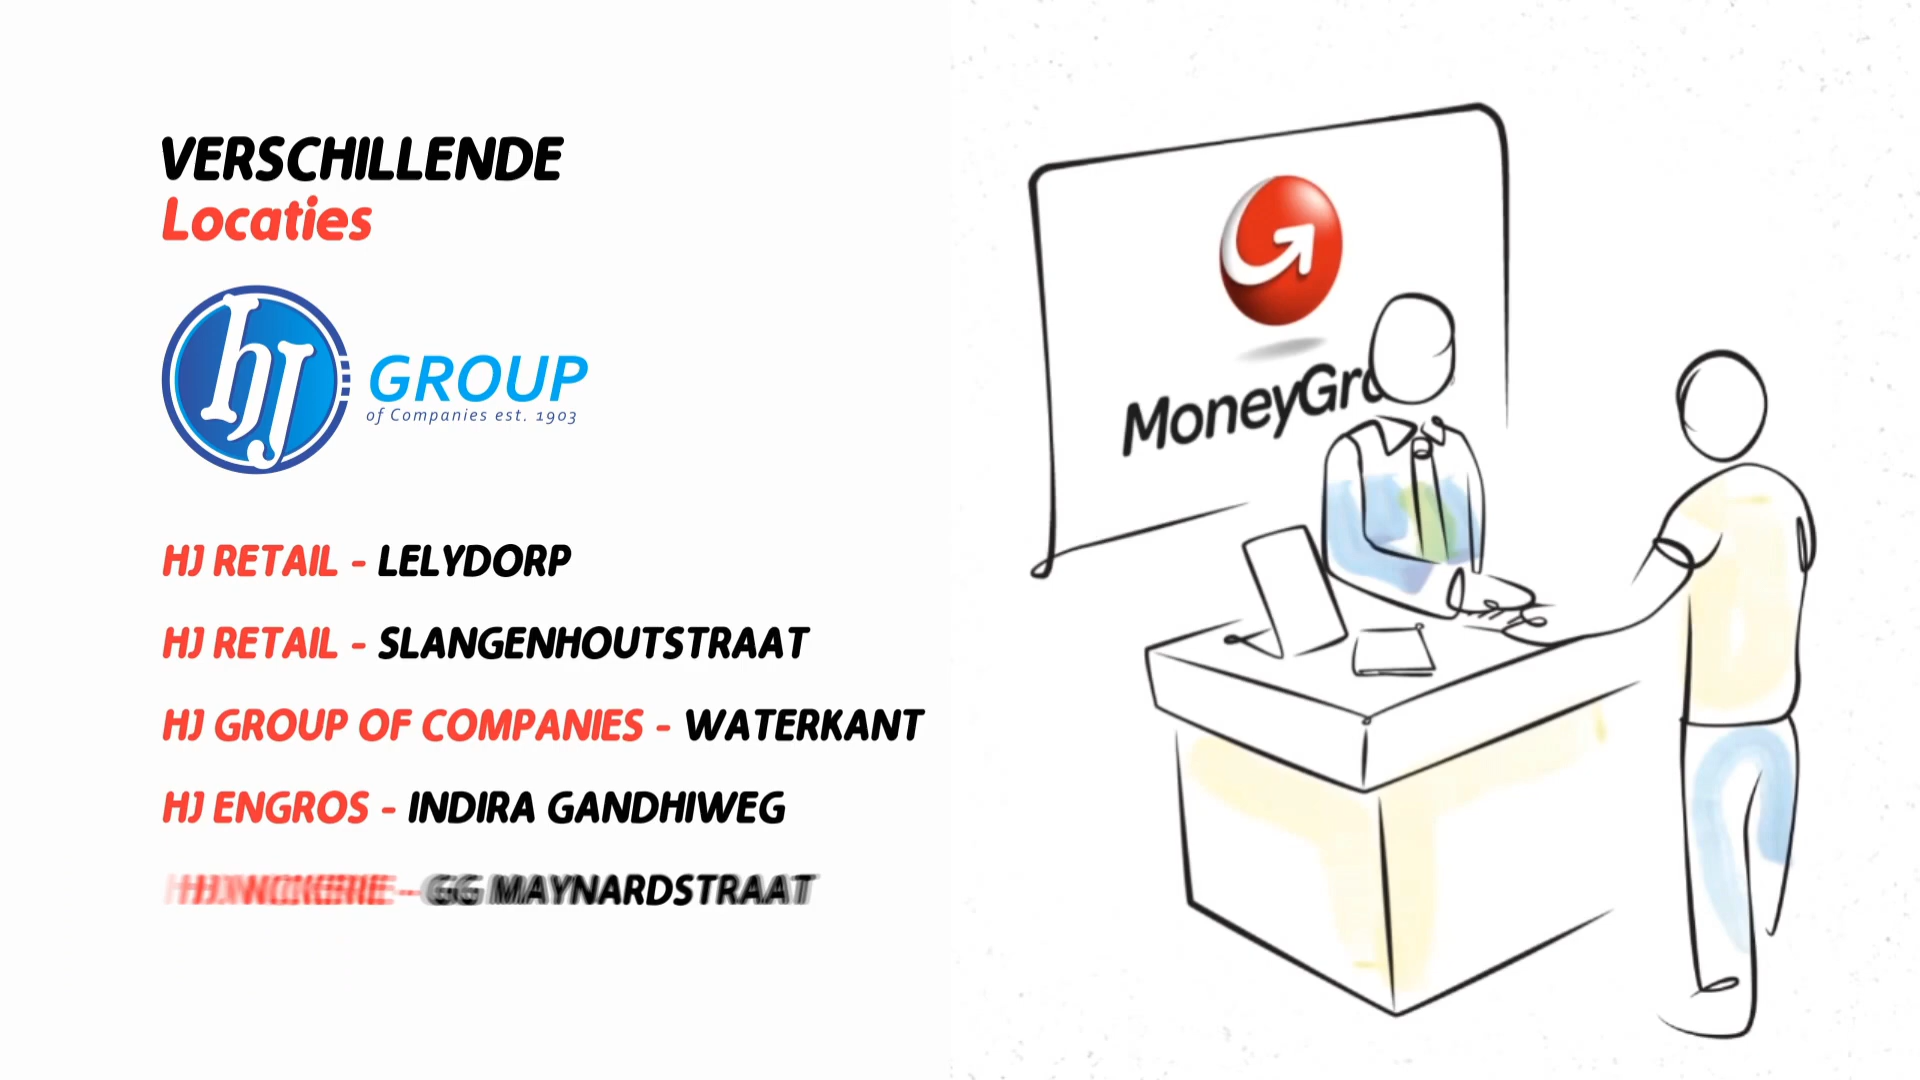 VERSCHILLENDE
Locaties
hJ GROUP
of Companies est. 1903
HJ RETAIL - LELYDORP
HJ RETAIL - SLANGENHOUTSTRAAT
HJ GROUP OF COMPANIES - WATERKANT
HJ ENGROS - INDIRA GANDHIWEG
- GG MAYNARDSTRAAT
MoneyGr